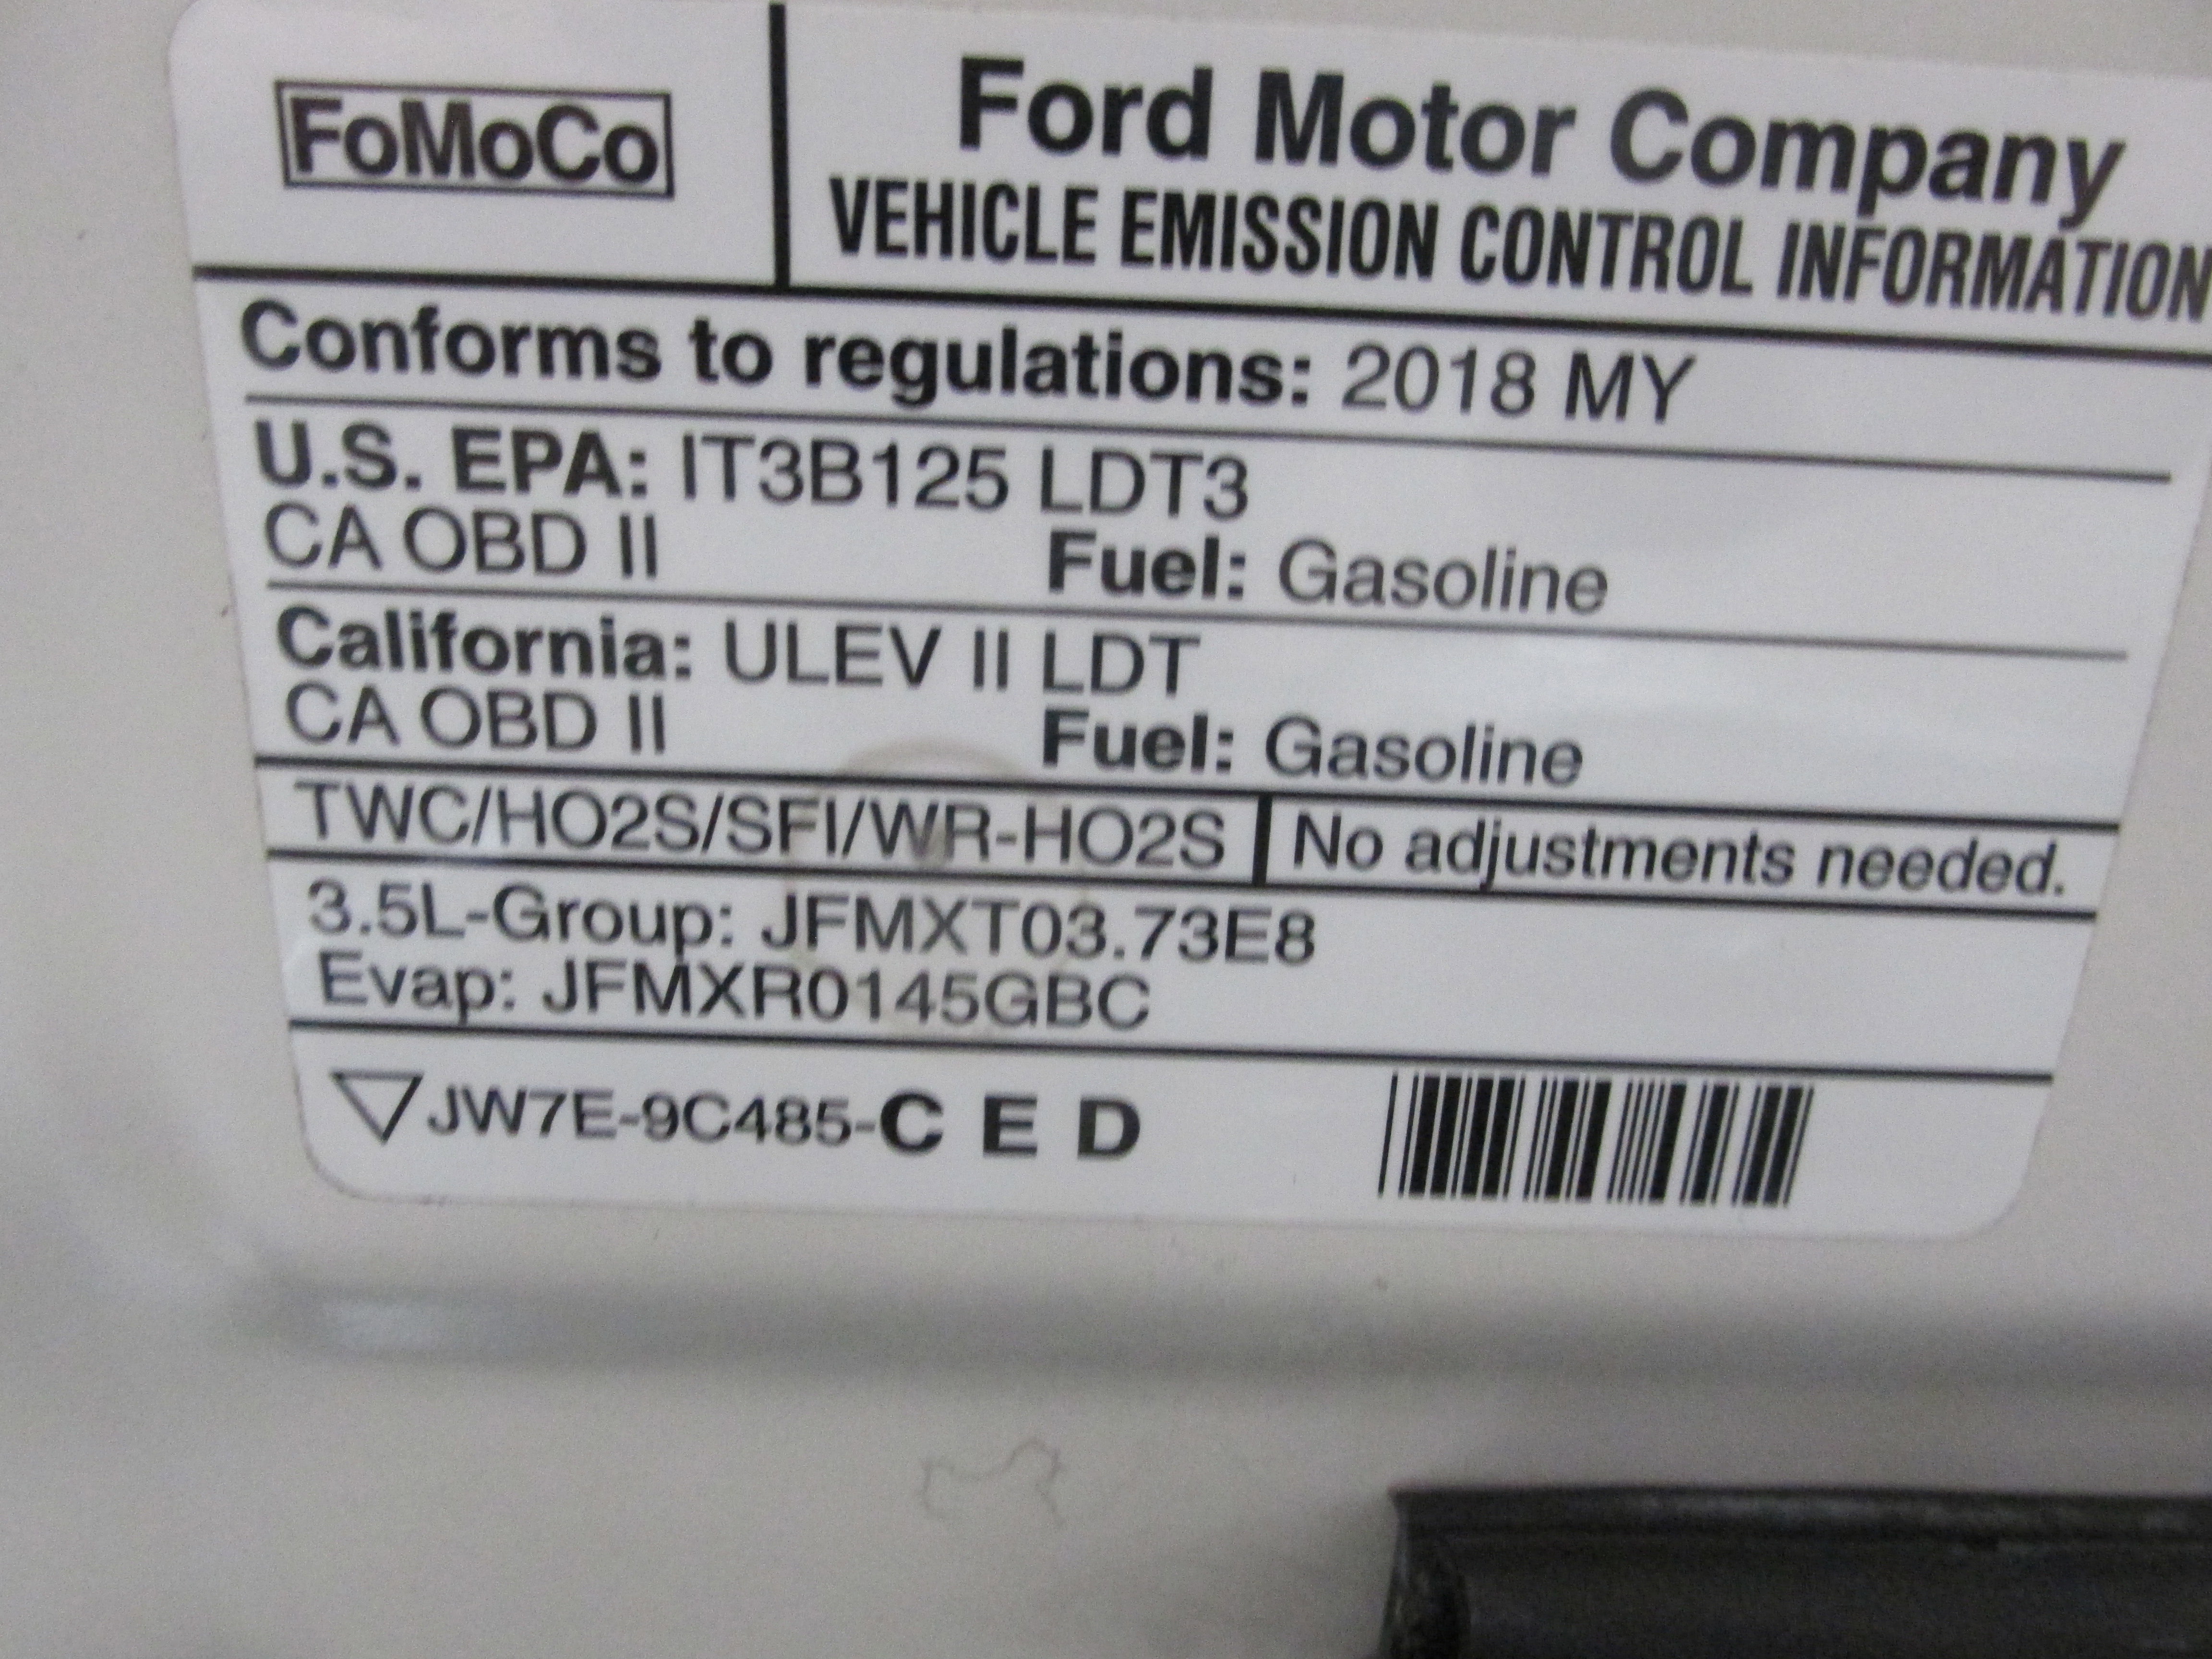 FoMoCo
Ford Motor Company
VEHICLE EMISSION CONTROL INFORMATION
Conforms to regulations: 2018 MY
U.S. EPA: IT3B125 LDT3
CA OBD II Fuel: Gasoline
California: ULEV II LDT
CA OBD II Fuel: Gasoline
TWC/HO2S/SFI/WR-HO2S No adjustments needed.
3.5L-Group: JFMXT03.73E8
Evap: JFMXR0145GBC
JW7E-9C485-C E D